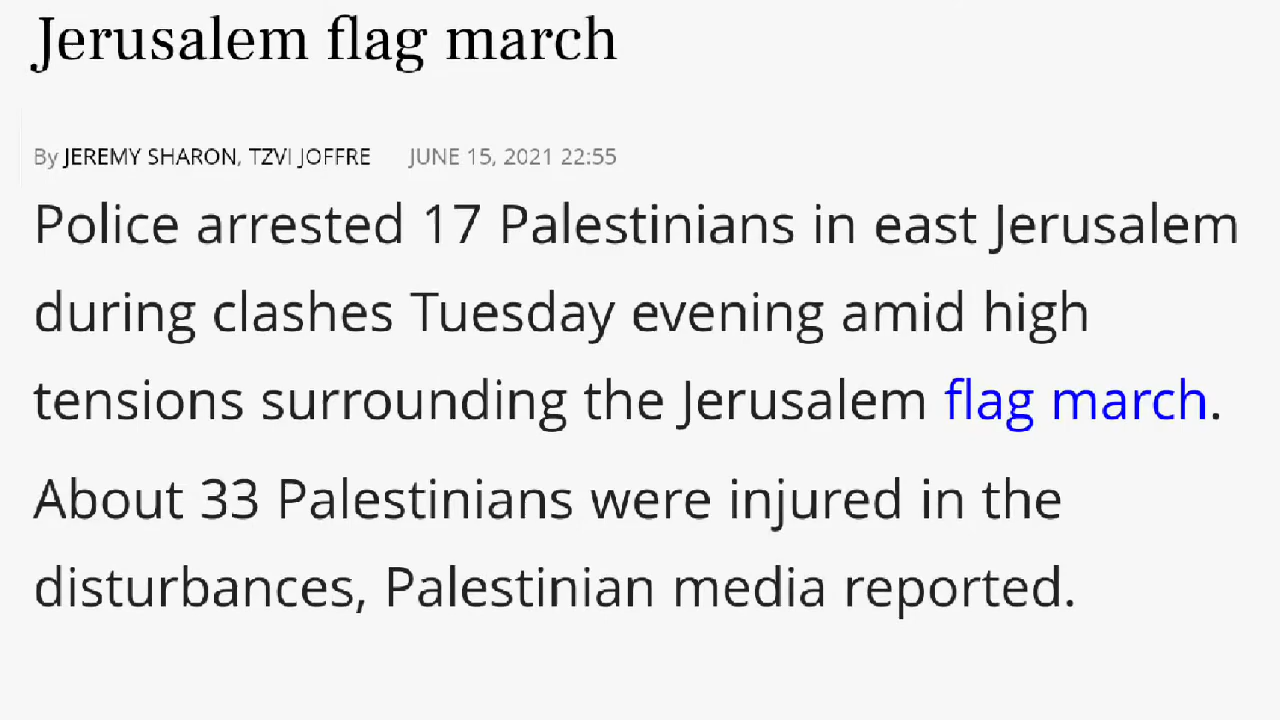 Jerusalem flag march
By JEREMY SHARON, TZVI JOFFRE JUNE 15, 2021 22:55
Police arrested 17 Palestinians in east Jerusalem
during clashes Tuesday evening amid high
tensions surrounding the Jerusalem flag march.
About 33 Palestinians were injured in the
disturbances, Palestinian media reported.